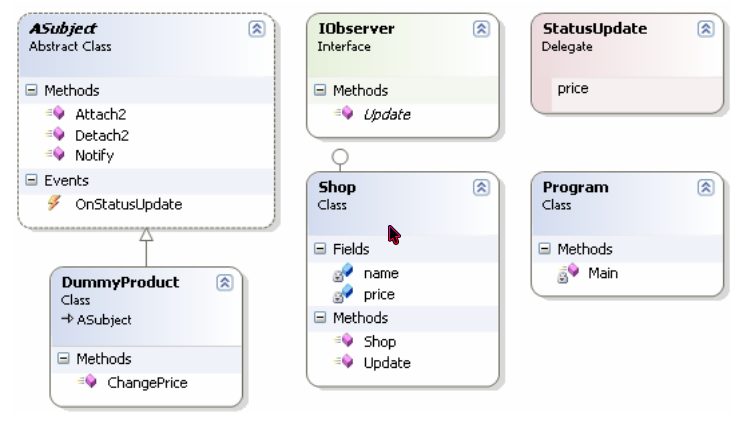 ASubject
Abstract Class
Methods
Attach2
Detach2
Notify
Events
OnStatusUpdate
DummyProduct
Class
ASubject
Methods
ChangePrice
IObserver
Interface
Methods
Update
Shop
Class
Fields
name
price
Methods
Shop
Update
StatusUpdate
Delegate
price
Program
Class
Methods
Main